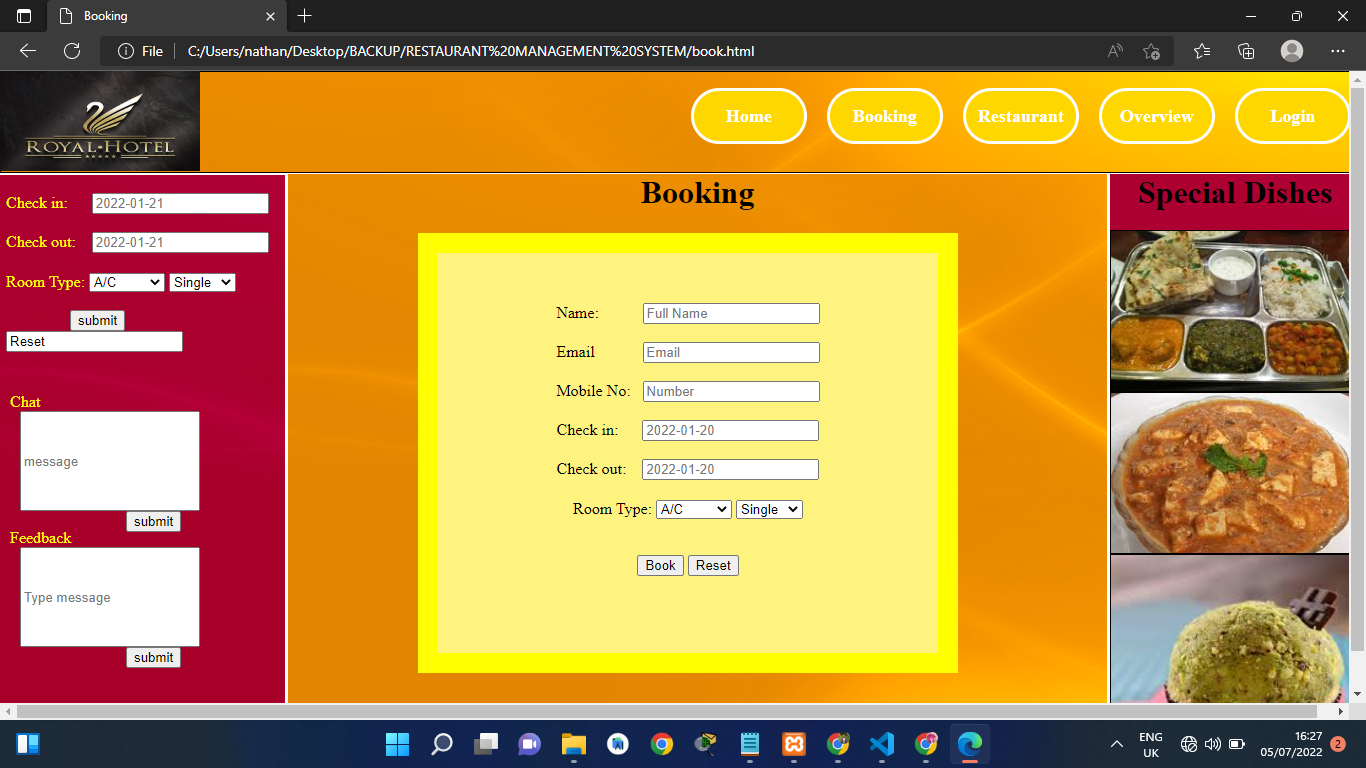 Booking
File
C:/Users/nathan/Desktop/BACKUP/RESTAURANT%20MANAGEMENT%20SYSTEM/book.html
ROYAL·HOTEL
Home
Booking
Restaurant
Overview
Login
Check in: 2022-01-21
Check out: 2022-01-21
Room Type: A/C Single
submit
Reset
Chat
message
submit
Feedback
Type message
submit
Booking
Name: Full Name
Email Email
Mobile No: Number
Check in: 2022-01-20
Check out: 2022-01-20
Room Type: A/C Single
Book Reset
Special Dishes
ENG
UK
16:27
05/07/2022
2